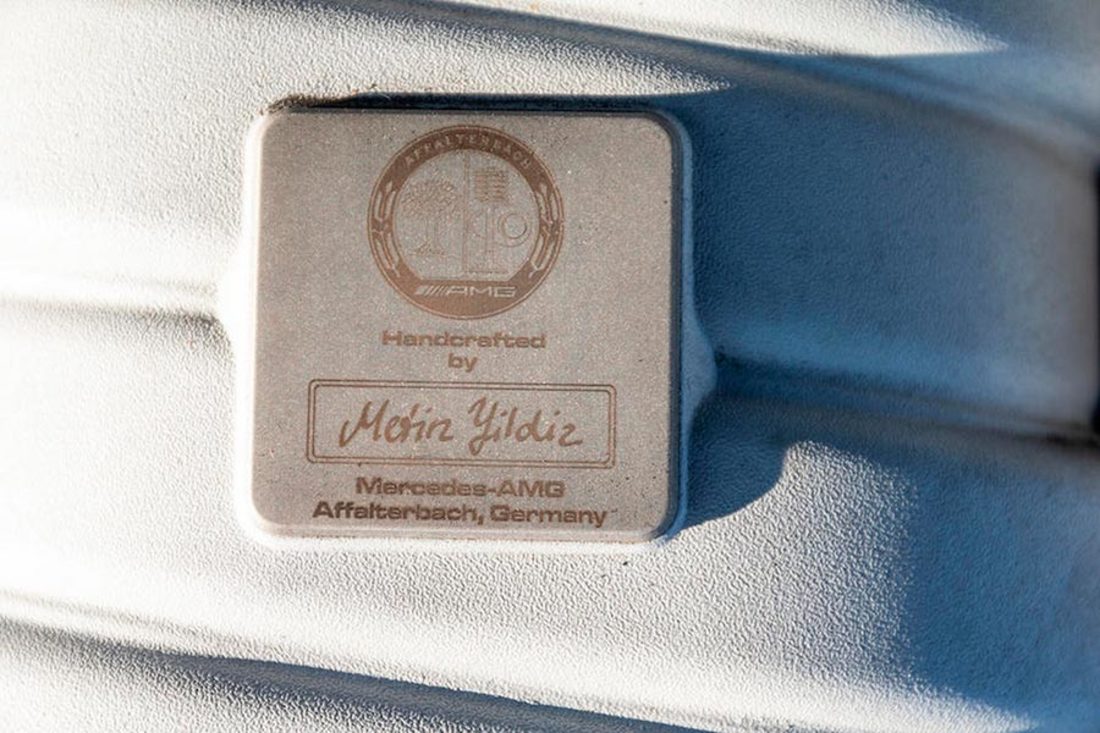 AFFALTERBACH
AMG
Handcrafted
by
Metin Yildiz
Mercedes-AMG
Affalterbach, Germany